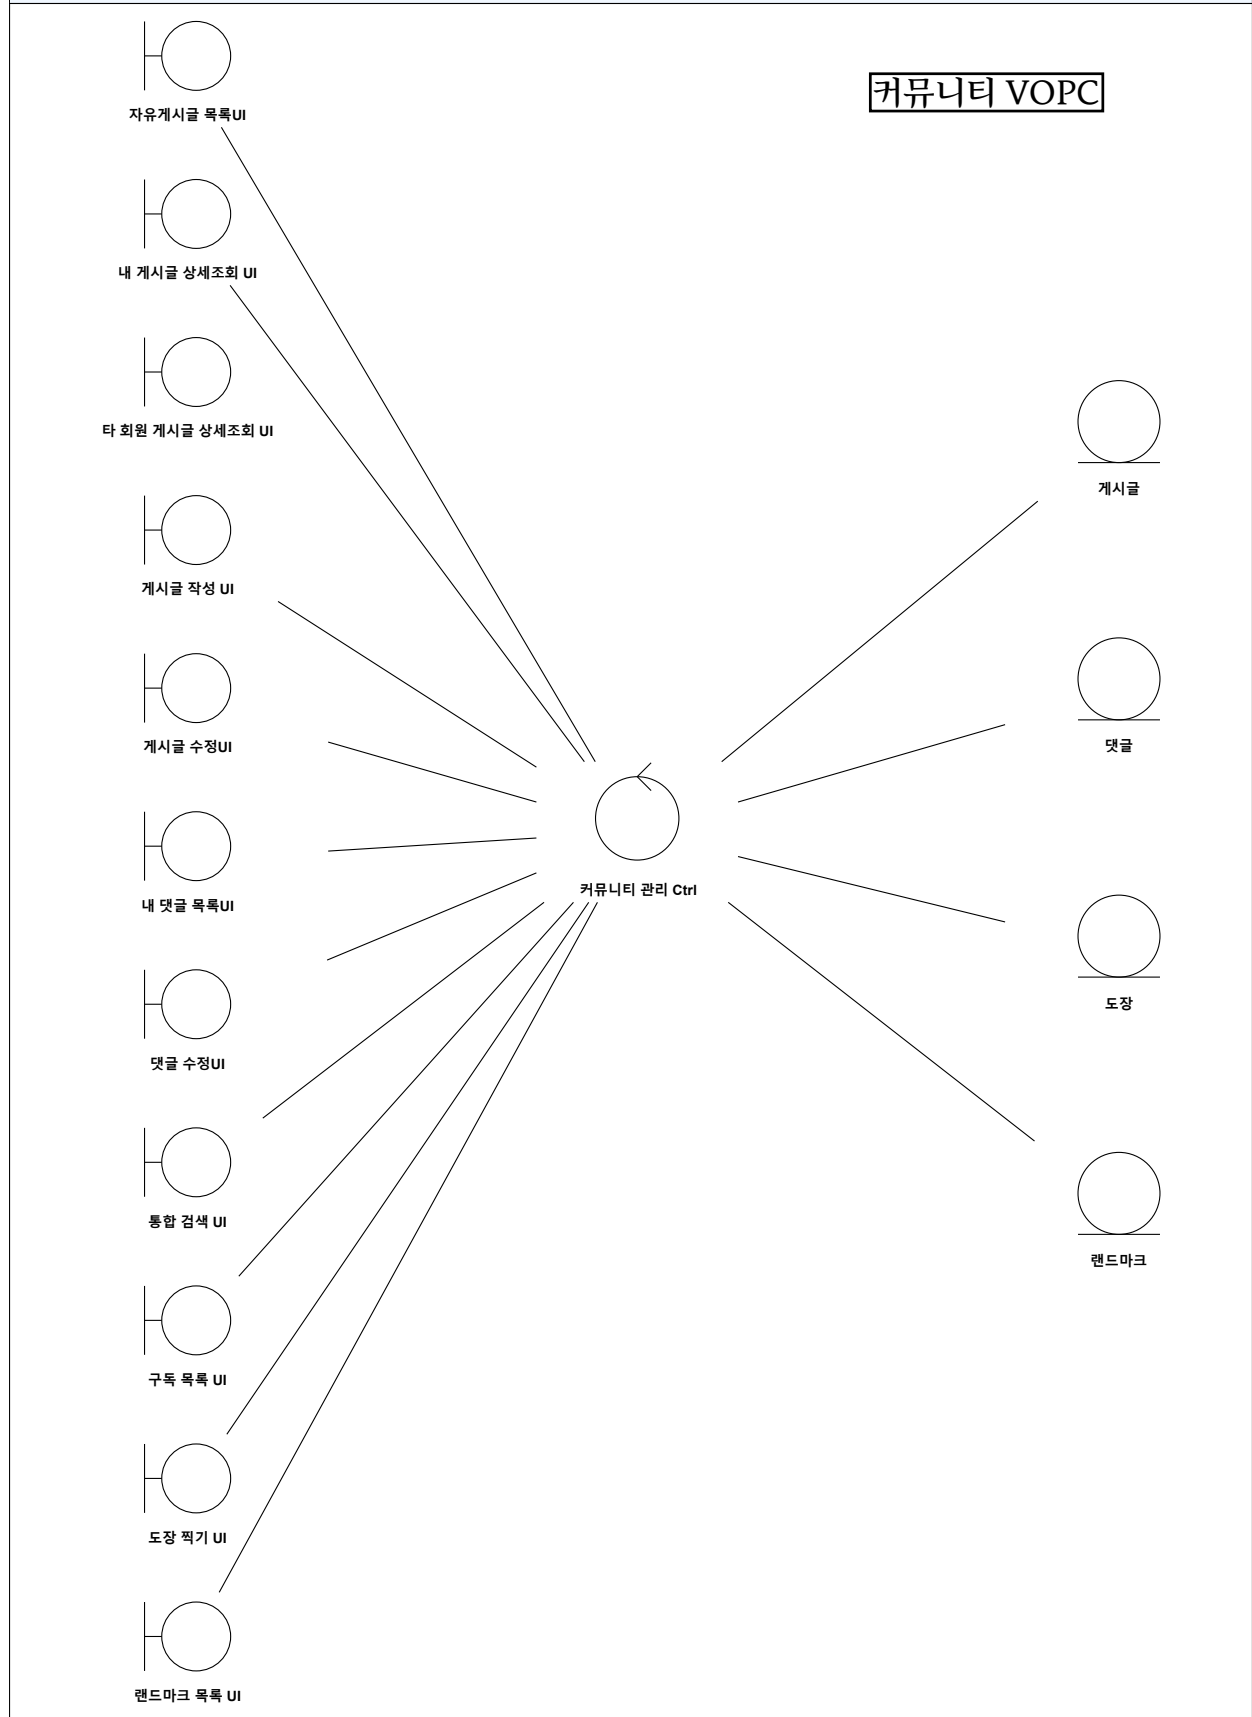 커뮤니티 VOPC
자유게시글 목록UI
내 게시글 상세조회 UI
타 회원 게시글 상세조회 UI
게시글 작성 UI
게시글 수정UI
내 댓글 목록UI
댓글 수정UI
통합 검색 UI
구독 목록 UI
도장 찍기 UI
랜드마크 목록 UI
커뮤니티 관리 Ctrl
게시글
댓글
도장
랜드마크